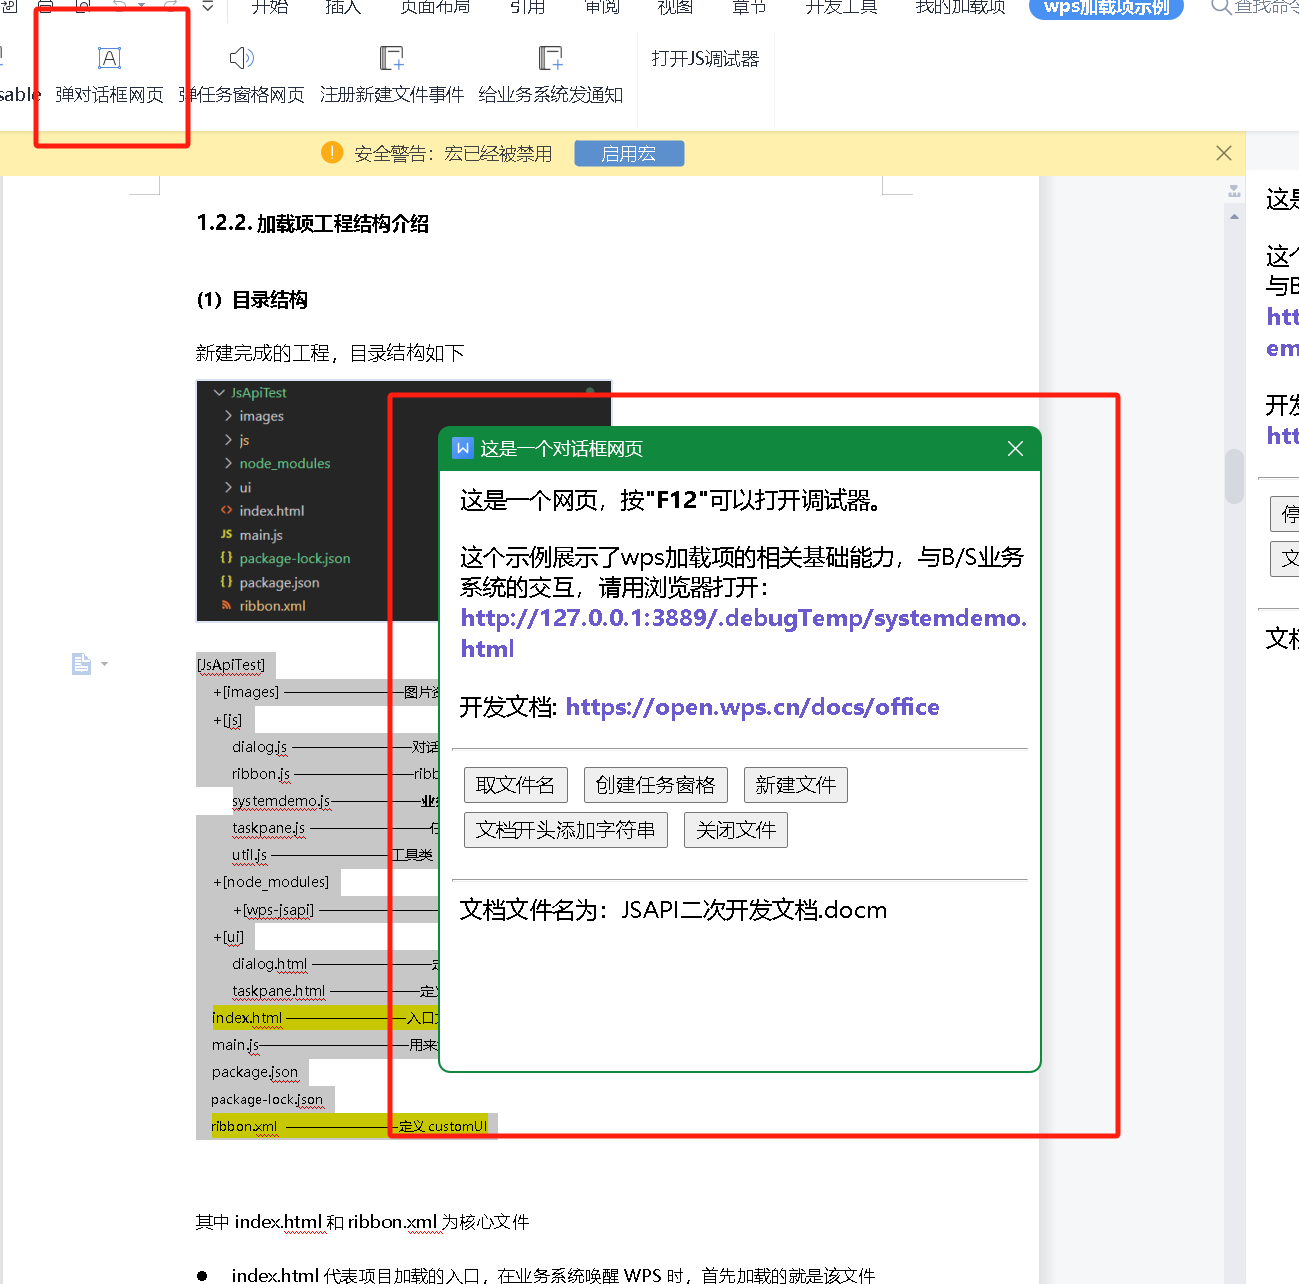 开始 插入 页面布局 引用 审阅 视图 章节 开发工具 我的加载项 wps加载项示例 查找命令
sable 弹对话框网页 弹任务窗格网页 注册新建文件事件 给业务系统发通知 打开JS调试器
安全警告：宏已经被禁用 启用宏
1.2.2. 加载项工程结构介绍
(1) 目录结构
新建完成的工程，目录结构如下
JsApiTest
images
js
node_modules
ui
index.html
JS main.js
{} package-lock.json
{} package.json
ribbon.xml
[JsApiTest]
+[images] ——————————图片
+[js]
dialog.js ——————————对话
ribbon.js ——————————ribb
systemdemo.js————————业
taskpane.js ——————————
util.js ——————————工具类
+[node_modules]
+[wps-jsapi] ——————————
+[ui]
dialog.html ——————————
taskpane.html ————————定
index.html ——————————入口
main.js——————————用来
package.json
package-lock.json
ribbon.xml ——————————定义 customUI
其中 index.html 和 ribbon.xml 为核心文件
● index.html 代表项目加载的入口，在业务系统唤醒 WPS 时，首先加载的就是该文件
这是一个对话框网页
这是一个网页，按"F12"可以打开调试器。
这个示例展示了wps加载项的相关基础能力，与B/S业务
系统的交互，请用浏览器打开：
http://127.0.0.1:3889/.debugTemp/systemdemo.
html
开发文档: https://open.wps.cn/docs/office
取文件名 创建任务窗格 新建文件
文档开头添加字符串 关闭文件
文档文件名为：JSAPI二次开发文档.docm
这是
这个
与B
htt
em
开发
htt
停
文
文档